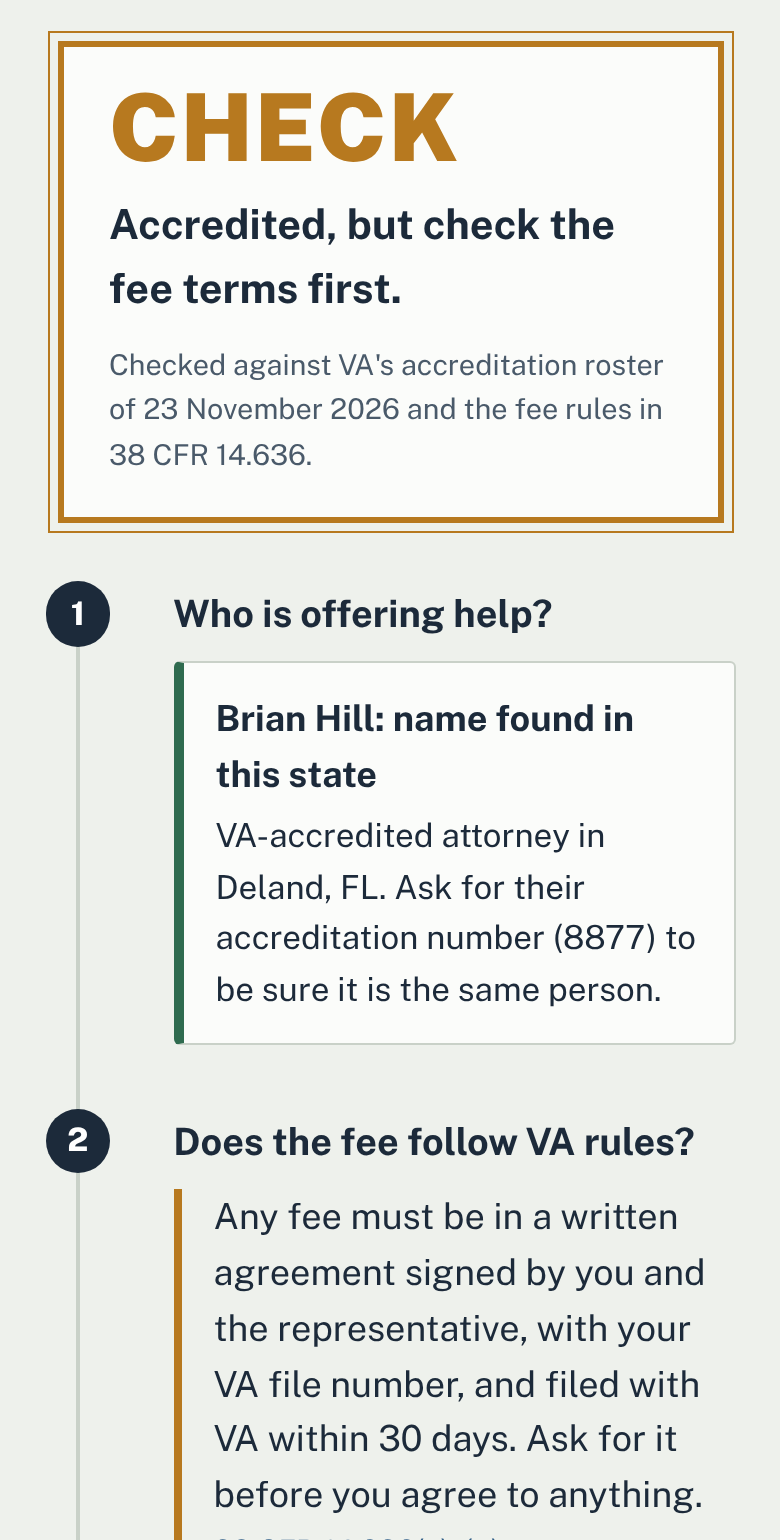 CHECK
Accredited, but check the
fee terms first.
Checked against VA's accreditation roster
of 23 November 2026 and the fee rules in
38 CFR 14.636.
1
Who is offering help?
Brian Hill: name found in
this state
VA-accredited attorney in
Deland, FL. Ask for their
accreditation number (8877) to
be sure it is the same person.
2
Does the fee follow VA rules?
Any fee must be in a written
agreement signed by you and
the representative, with your
VA file number, and filed with
VA within 30 days. Ask for it
before you agree to anything.